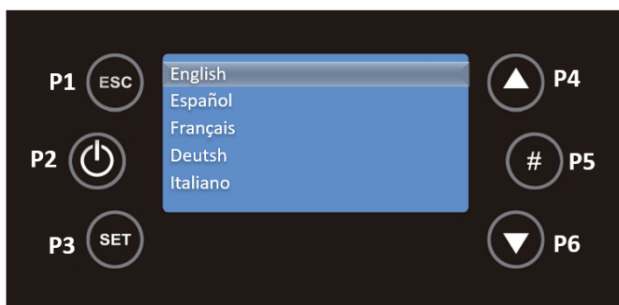 P1 ESC
English
P4
Español
Français
P2
Deutsh
# P5
Italiano
P3 SET
P6